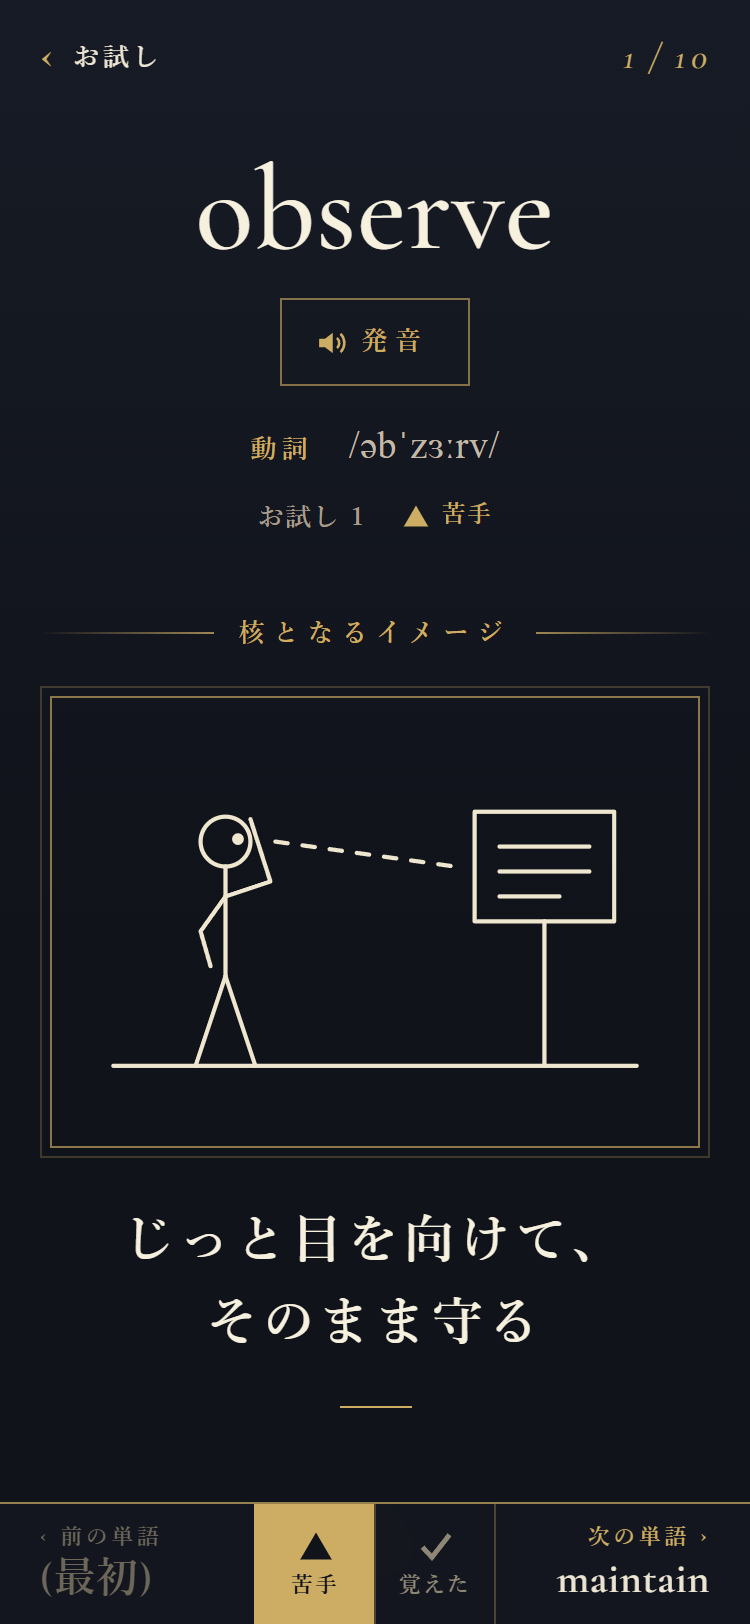 ‹ お試し
1 / 10
observe
発音
動詞 /əbˈzɜːrv/
お試し 1 ▲ 苦手
核となるイメージ
じっと目を向けて、
そのまま守る
‹ 前の単語
(最初)
▲
苦手
✓
覚えた
次の単語 ›
maintain